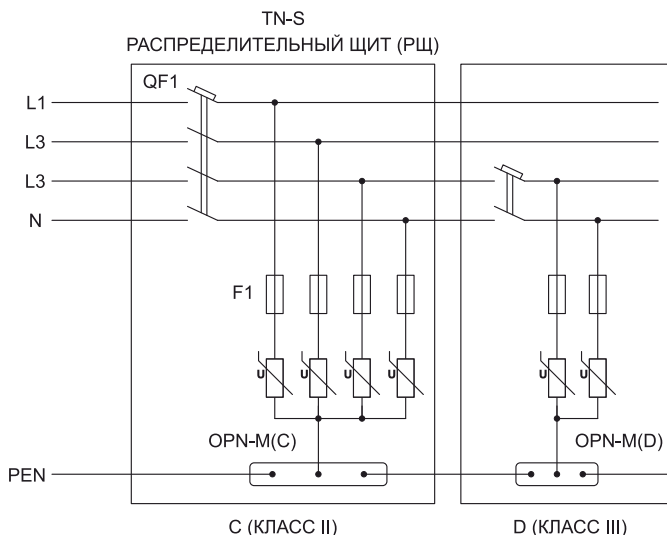 TN-S
РАСПРЕДЕЛИТЕЛЬНЫЙ ЩИТ (РЩ)
QF1
L1
L3
L3
N
F1
U U U U U U
OPN-M(C) OPN-M(D)
PEN
C (КЛАСС II) D (КЛАСС III)